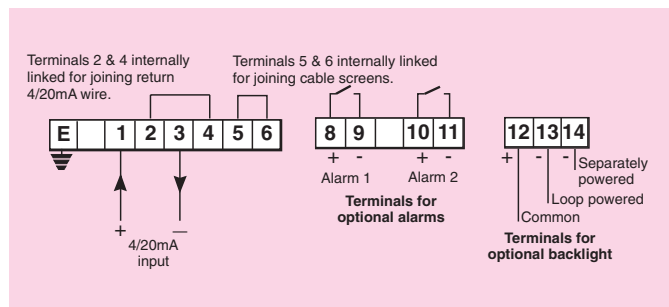 Terminals 2 & 4 internally
linked for joining return
4/20mA wire.
Terminals 5 & 6 internally linked
for joining cable screens.
E 1 2 3 4 5 6
+ —
4/20mA
input
8 9 10 11
+ - + -
Alarm 1 Alarm 2
Terminals for
optional alarms
12 13 14
+ - -
Separately
powered
Loop powered
Common
Terminals for
optional backlight